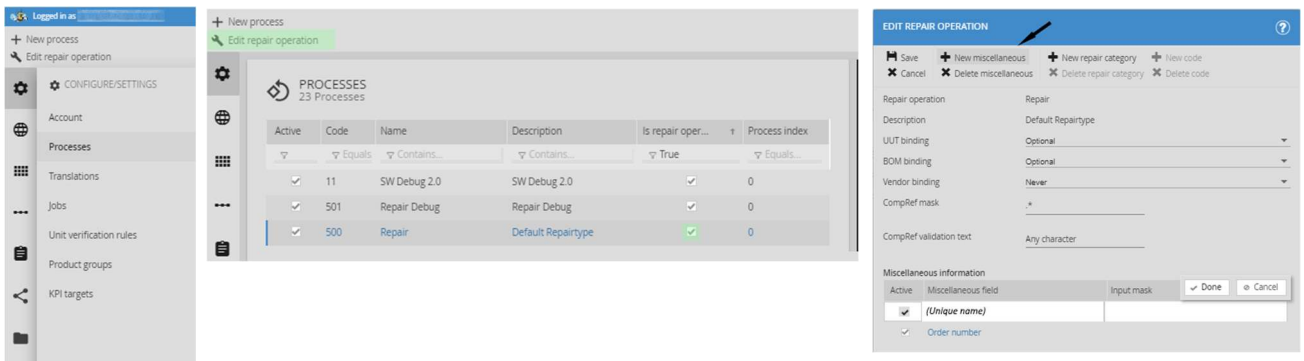 Logged in as
+ New process
Edit repair operation
CONFIGURE/SETTINGS
Account
Processes
Translations
Jobs
Unit verification rules
Product groups
KPI targets
+ New process
Edit repair operation
PROCESSES
23 Processes
Active Code Name Description Is repair oper... ↑ Process index
Equals Contains... Contains... True Equals...
11 SW Debug 2.0 SW Debug 2.0 0
501 Repair Debug Repair Debug 0
500 Repair Default Repairtype 0
EDIT REPAIR OPERATION ?
Save + New miscellaneous + New repair category + New code
Cancel Delete miscellaneous Delete repair category Delete code
Repair operation Repair
Description Default Repairtype
UUT binding Optional
BOM binding Optional
Vendor binding Never
CompRef mask .*
CompRef validation text Any character
Miscellaneous information
Active Miscellaneous field Input mask Done Cancel
(Unique name)
Order number